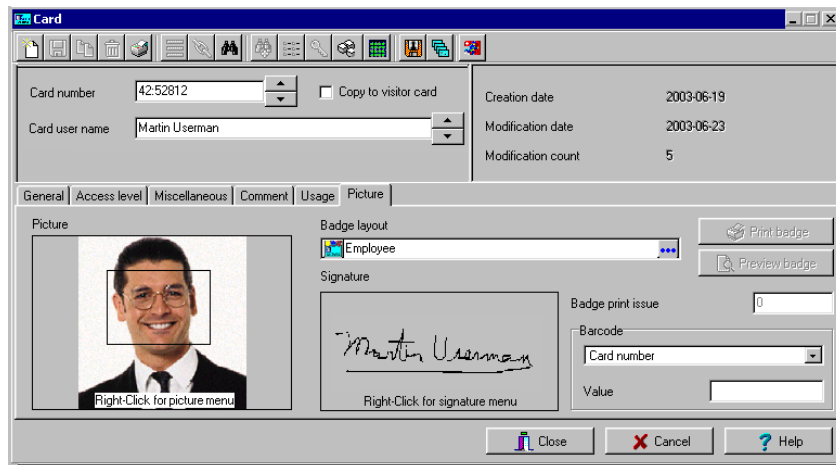 Card
Card number 42:52812 Copy to visitor card
Card user name Martin Userman
Creation date 2003-06-19
Modification date 2003-06-23
Modification count 5
General Access level Miscellaneous Comment Usage Picture
Picture
Right-Click for picture menu
Badge layout
Employee
Signature
Martin Userman
Right-Click for signature menu
Print badge
Preview badge
Badge print issue 0
Barcode
Card number
Value
Close Cancel ? Help